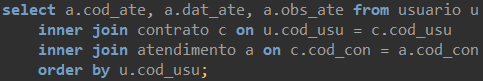 select a.cod_ate, a.dat_ate, a.obs_ate from usuario u
inner join contrato c on u.cod_usu = c.cod_usu
inner join atendimento a on c.cod_con = a.cod_con
order by u.cod_usu;